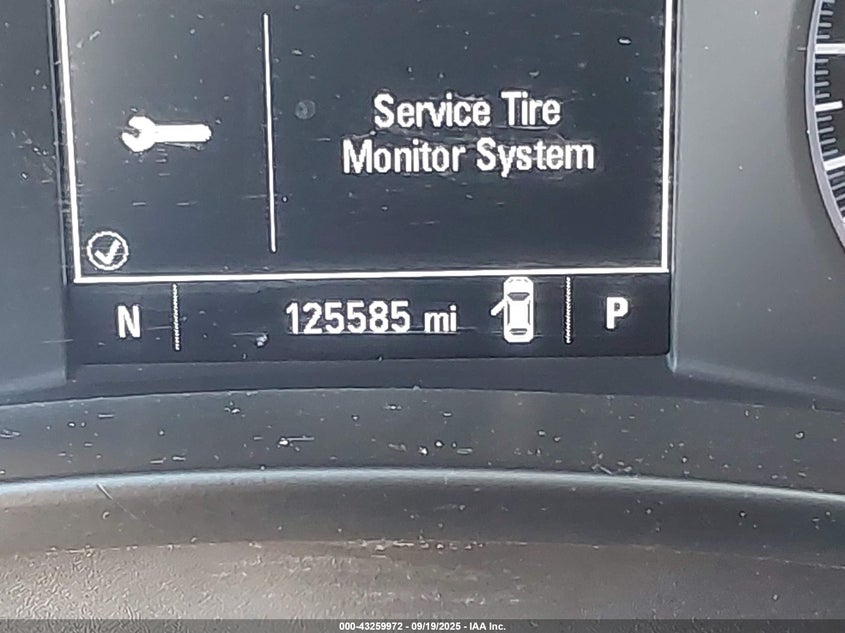 Service Tire
Monitor System
N 125585 mi P
000-43259972 - 09/19/2025 - IAA Inc.